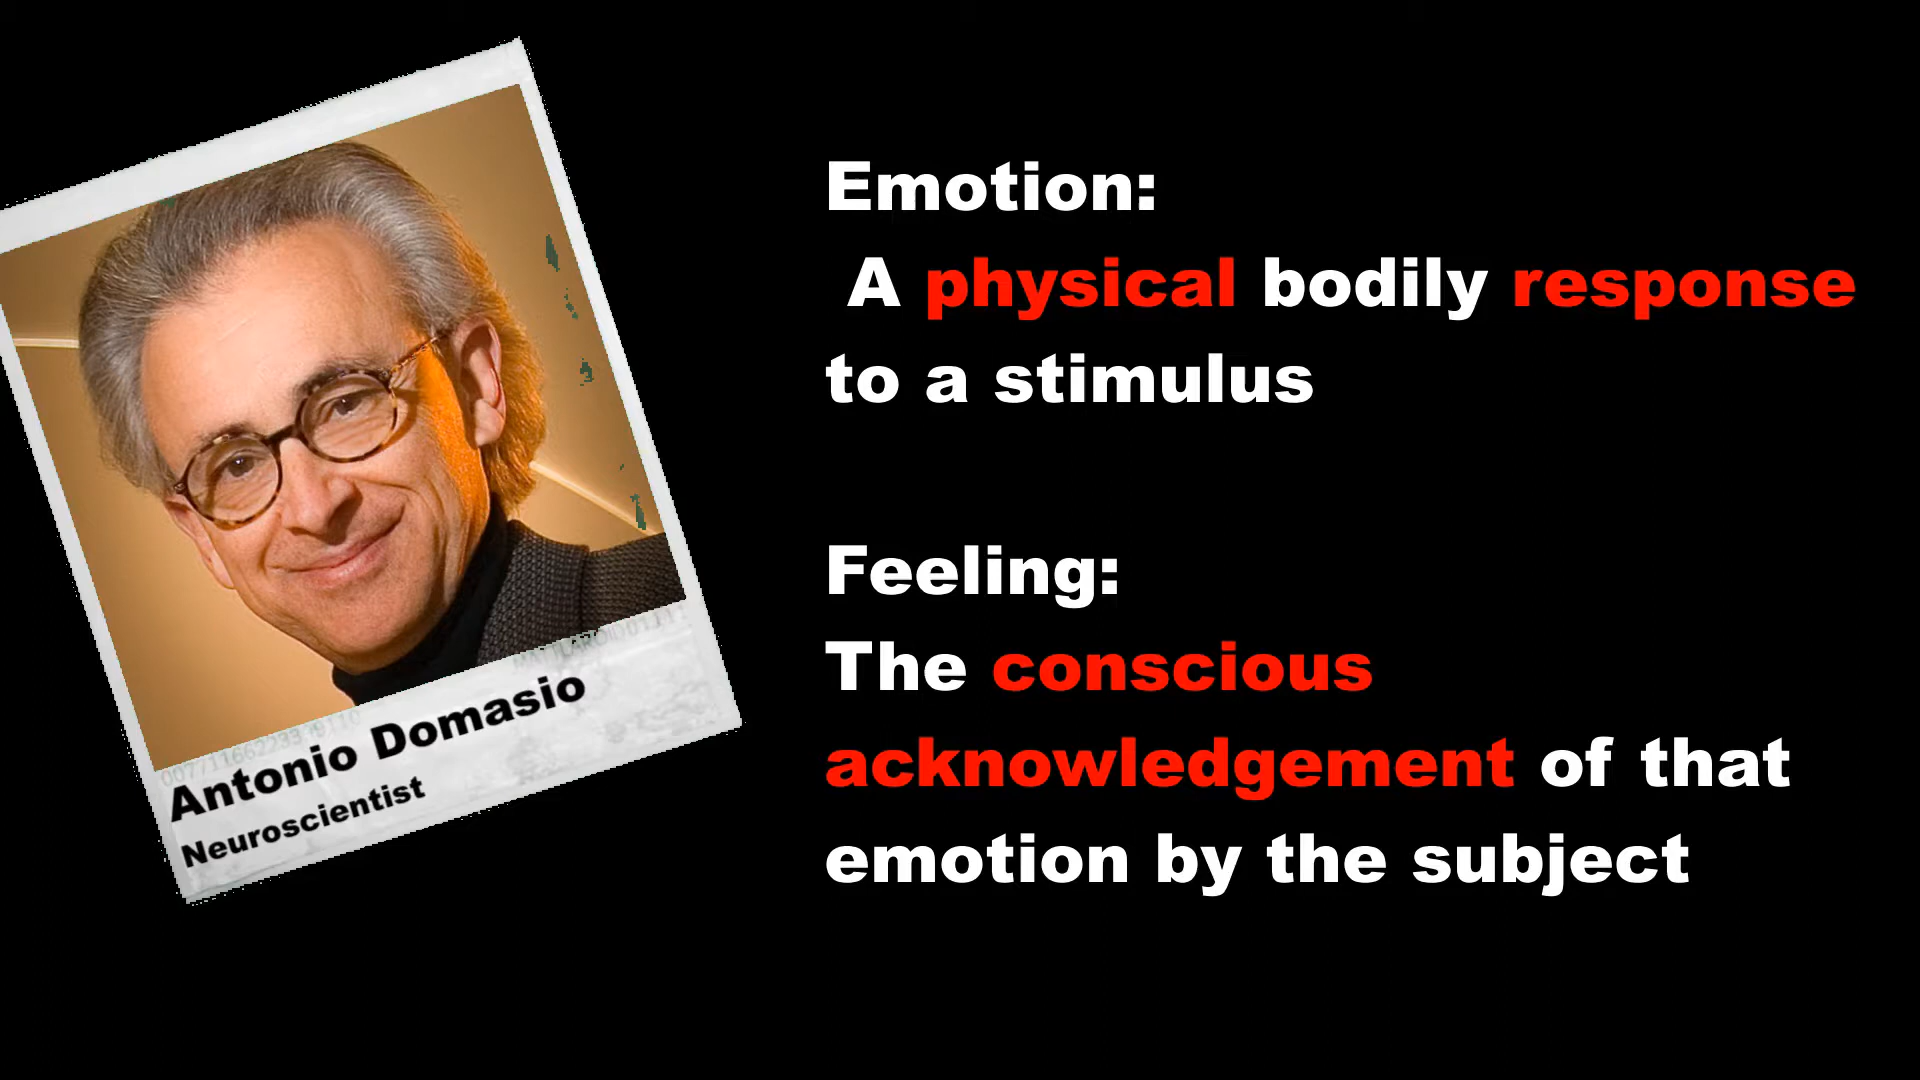 Antonio Domasio
Neuroscientist
Emotion:
A physical bodily response
to a stimulus
Feeling:
The conscious
acknowledgement of that
emotion by the subject